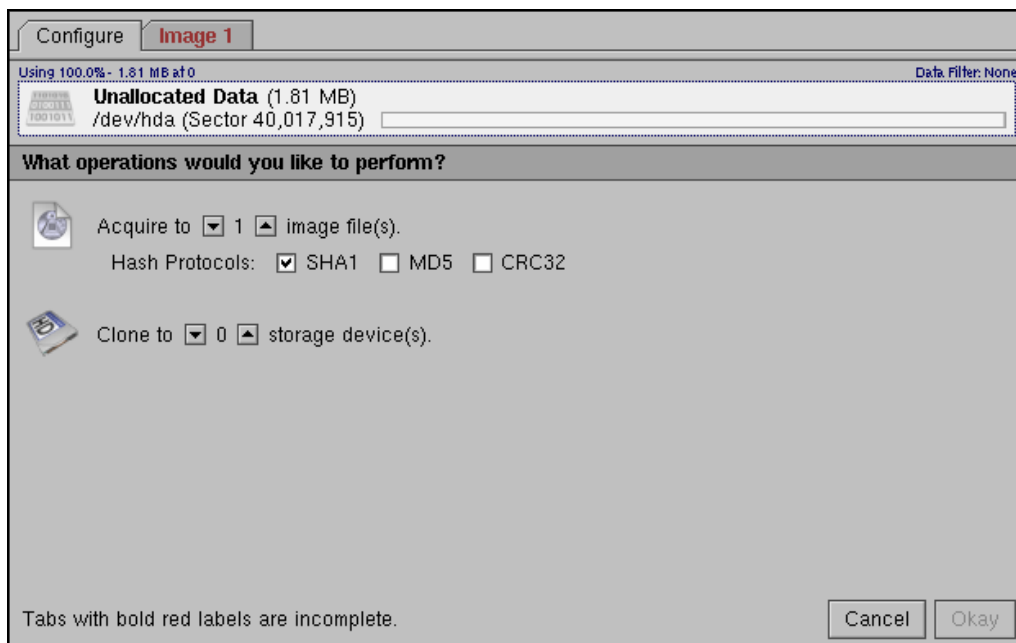 Configure Image 1
Using 100.0% - 1.81 MB at 0 Data Filter: None
Unallocated Data (1.81 MB)
/dev/hda (Sector 40,017,915)
What operations would you like to perform?
Acquire to 1 image file(s).
Hash Protocols: SHA1 MD5 CRC32
Clone to 0 storage device(s).
Tabs with bold red labels are incomplete. Cancel Okay